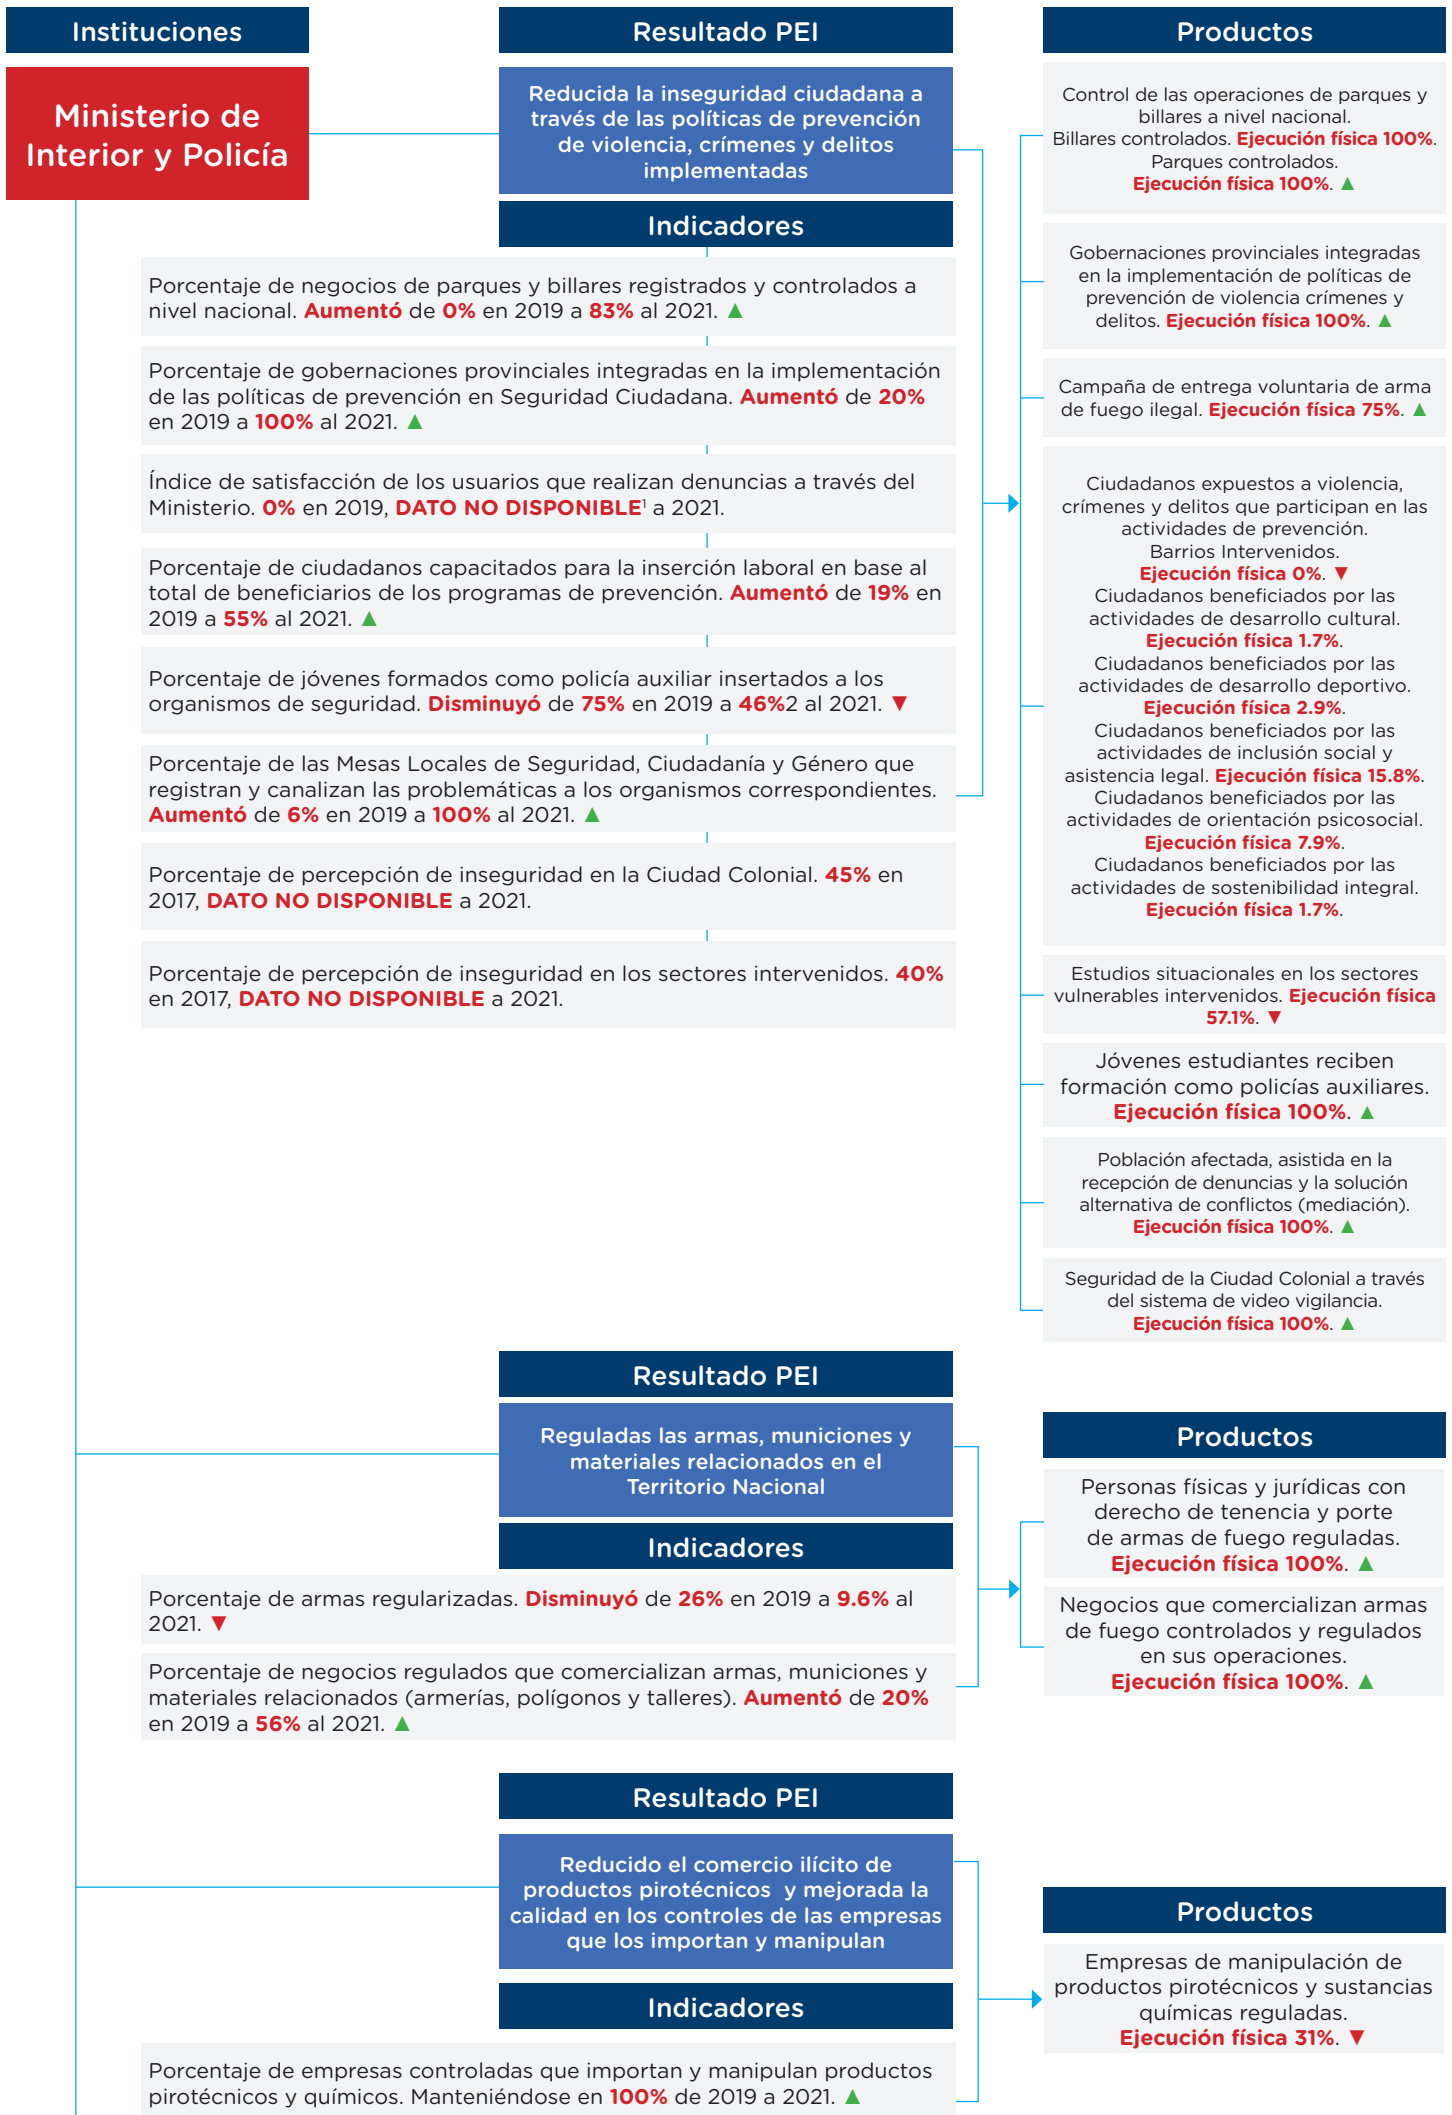 Instituciones
Ministerio de
Interior y Policía
Resultado PEI
Reducida la inseguridad ciudadana a
través de las políticas de prevención
de violencia, crímenes y delitos
implementadas
Indicadores
Porcentaje de negocios de parques y billares registrados y controlados a
nivel nacional. Aumentó de 0% en 2019 a 83% al 2021. ▲
Porcentaje de gobernaciones provinciales integradas en la implementación
de las políticas de prevención en Seguridad Ciudadana. Aumentó de 20%
en 2019 a 100% al 2021. ▲
Índice de satisfacción de los usuarios que realizan denuncias a través del
Ministerio. 0% en 2019, DATO NO DISPONIBLE¹ a 2021.
Porcentaje de ciudadanos capacitados para la inserción laboral en base al
total de beneficiarios de los programas de prevención. Aumentó de 19% en
2019 a 55% al 2021. ▲
Porcentaje de jóvenes formados como policía auxiliar insertados a los
organismos de seguridad. Disminuyó de 75% en 2019 a 46%2 al 2021. ▼
Porcentaje de las Mesas Locales de Seguridad, Ciudadanía y Género que
registran y canalizan las problemáticas a los organismos correspondientes.
Aumentó de 6% en 2019 a 100% al 2021. ▲
Porcentaje de percepción de inseguridad en la Ciudad Colonial. 45% en
2017, DATO NO DISPONIBLE a 2021.
Porcentaje de percepción de inseguridad en los sectores intervenidos. 40%
en 2017, DATO NO DISPONIBLE a 2021.
Productos
Control de las operaciones de parques y
billares a nivel nacional.
Billares controlados. Ejecución física 100%.
Parques controlados.
Ejecución física 100%. ▲
Gobernaciones provinciales integradas
en la implementación de políticas de
prevención de violencia crímenes y
delitos. Ejecución física 100%. ▲
Campaña de entrega voluntaria de arma
de fuego ilegal. Ejecución física 75%. ▲
Ciudadanos expuestos a violencia,
crímenes y delitos que participan en las
actividades de prevención.
Barrios Intervenidos.
Ejecución física 0%. ▼
Ciudadanos beneficiados por las
actividades de desarrollo cultural.
Ejecución física 1.7%.
Ciudadanos beneficiados por las
actividades de desarrollo deportivo.
Ejecución física 2.9%.
Ciudadanos beneficiados por las
actividades de inclusión social y
asistencia legal. Ejecución física 15.8%.
Ciudadanos beneficiados por las
actividades de orientación psicosocial.
Ejecución física 7.9%.
Ciudadanos beneficiados por las
actividades de sostenibilidad integral.
Ejecución física 1.7%.
Estudios situacionales en los sectores
vulnerables intervenidos. Ejecución física
57.1%. ▼
Jóvenes estudiantes reciben
formación como policías auxiliares.
Ejecución física 100%. ▲
Población afectada, asistida en la
recepción de denuncias y la solución
alternativa de conflictos (mediación).
Ejecución física 100%. ▲
Seguridad de la Ciudad Colonial a través
del sistema de video vigilancia.
Ejecución física 100%. ▲
Resultado PEI
Reguladas las armas, municiones y
materiales relacionados en el
Territorio Nacional
Indicadores
Porcentaje de armas regularizadas. Disminuyó de 26% en 2019 a 9.6% al
2021. ▼
Porcentaje de negocios regulados que comercializan armas, municiones y
materiales relacionados (armerías, polígonos y talleres). Aumentó de 20%
en 2019 a 56% al 2021. ▲
Productos
Personas físicas y jurídicas con
derecho de tenencia y porte
de armas de fuego reguladas.
Ejecución física 100%. ▲
Negocios que comercializan armas
de fuego controlados y regulados
en sus operaciones.
Ejecución física 100%. ▲
Resultado PEI
Reducido el comercio ilícito de
productos pirotécnicos y mejorada la
calidad en los controles de las empresas
que los importan y manipulan
Indicadores
Porcentaje de empresas controladas que importan y manipulan productos
pirotécnicos y químicos. Manteniéndose en 100% de 2019 a 2021. ▲
Productos
Empresas de manipulación de
productos pirotécnicos y sustancias
químicas reguladas.
Ejecución física 31%. ▼